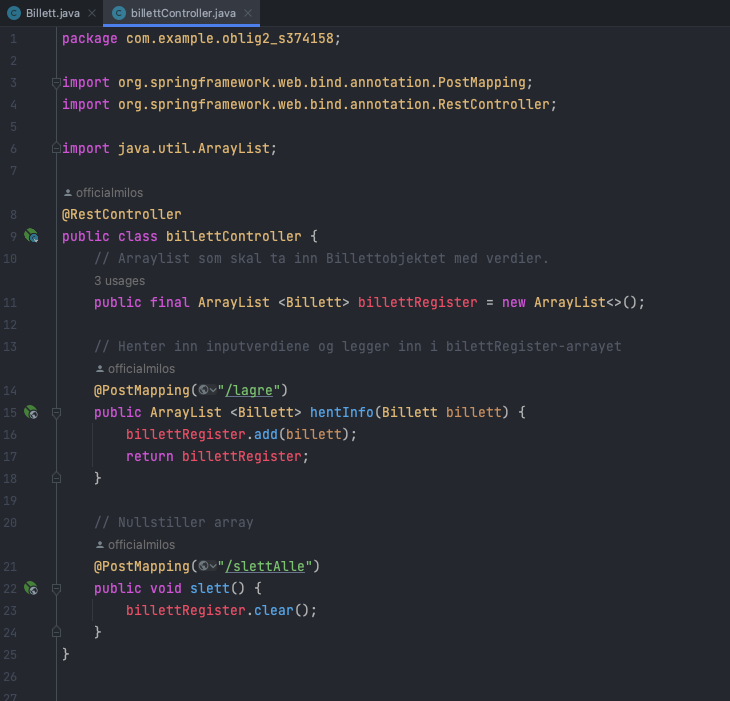 Billett.java billettController.java
1 package com.example.oblig2_s374158;
2
3 import org.springframework.web.bind.annotation.PostMapping;
4 import org.springframework.web.bind.annotation.RestController;
5
6 import java.util.ArrayList;
7
officialmilos
8 @RestController
9 public class billettController {
10 // Arraylist som skal ta inn Billettobjektet med verdier.
3 usages
11 public final ArrayList <Billett> billettRegister = new ArrayList<>();
12
13 // Henter inn inputverdiene og legger inn i bilettRegister-arrayet
officialmilos
14 @PostMapping("/lagre")
15 public ArrayList <Billett> hentInfo(Billett billett) {
16 billettRegister.add(billett);
17 return billettRegister;
18 }
19
20 // Nullstiller array
officialmilos
21 @PostMapping("/slettAlle")
22 public void slett() {
23 billettRegister.clear();
24 }
25 }
26
27